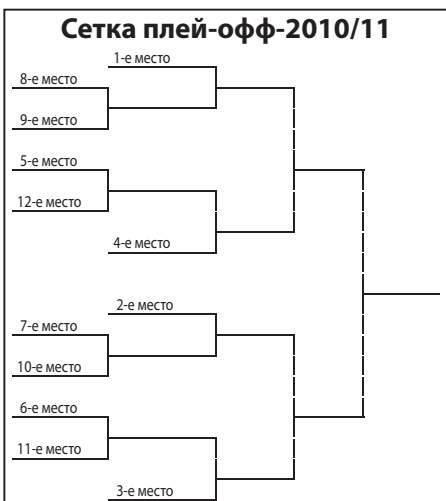 Сетка плей-офф-2010/11
1-е место
8-е место
9-е место
5-е место
12-е место
4-е место
2-е место
7-е место
10-е место
6-е место
11-е место
3-е место